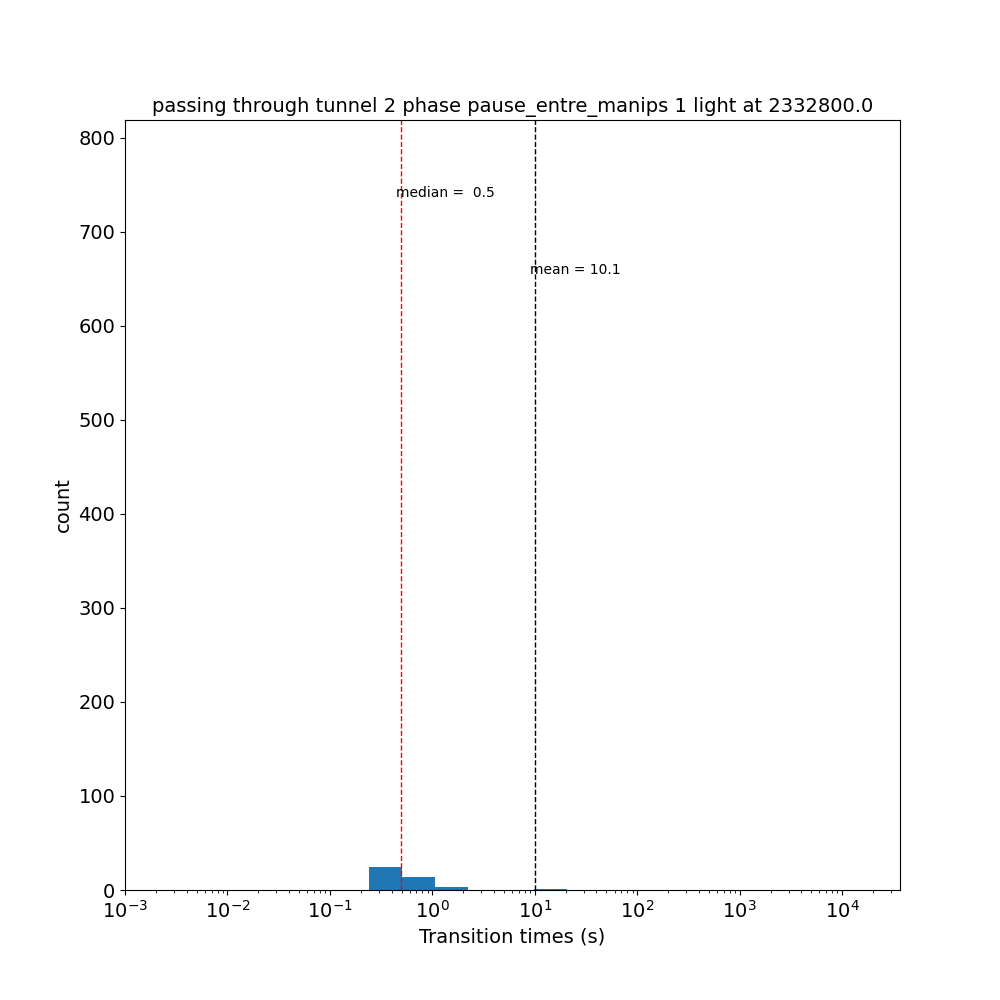 passing through tunnel 2 phase pause_entre_manips 1 light at 2332800.0
800
median =  0.5
700
mean = 10.1
600
500
count
400
300
200
100
0
10⁻³ 10⁻² 10⁻¹ 10⁰ 10¹ 10² 10³ 10⁴
Transition times (s)